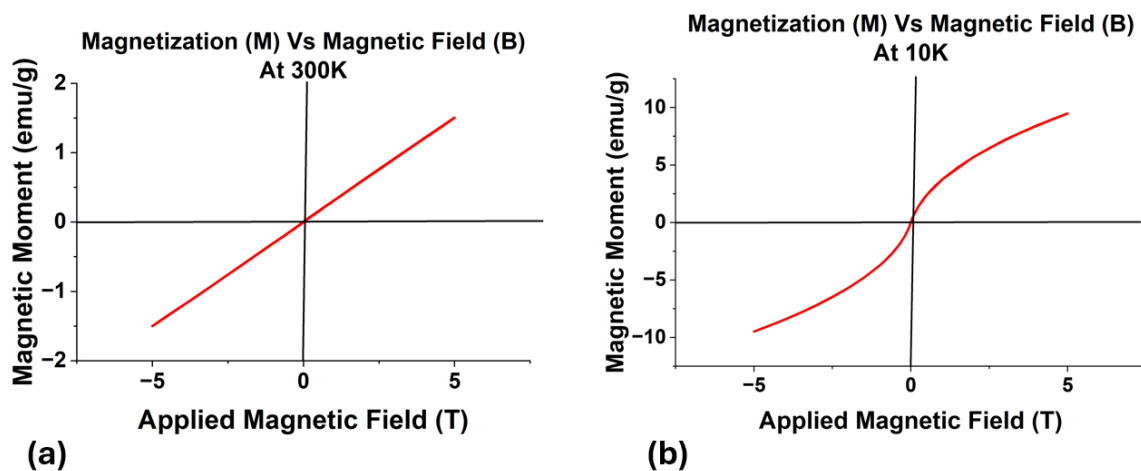 Magnetization (M) Vs Magnetic Field (B)
At 300K
Magnetic Moment (emu/g)
2
1
0
−1
−2
−5
0
5
Applied Magnetic Field (T)
(a)
Magnetization (M) Vs Magnetic Field (B)
At 10K
Magnetic Moment (emu/g)
10
5
0
−5
−10
−5
0
5
Applied Magnetic Field (T)
(b)